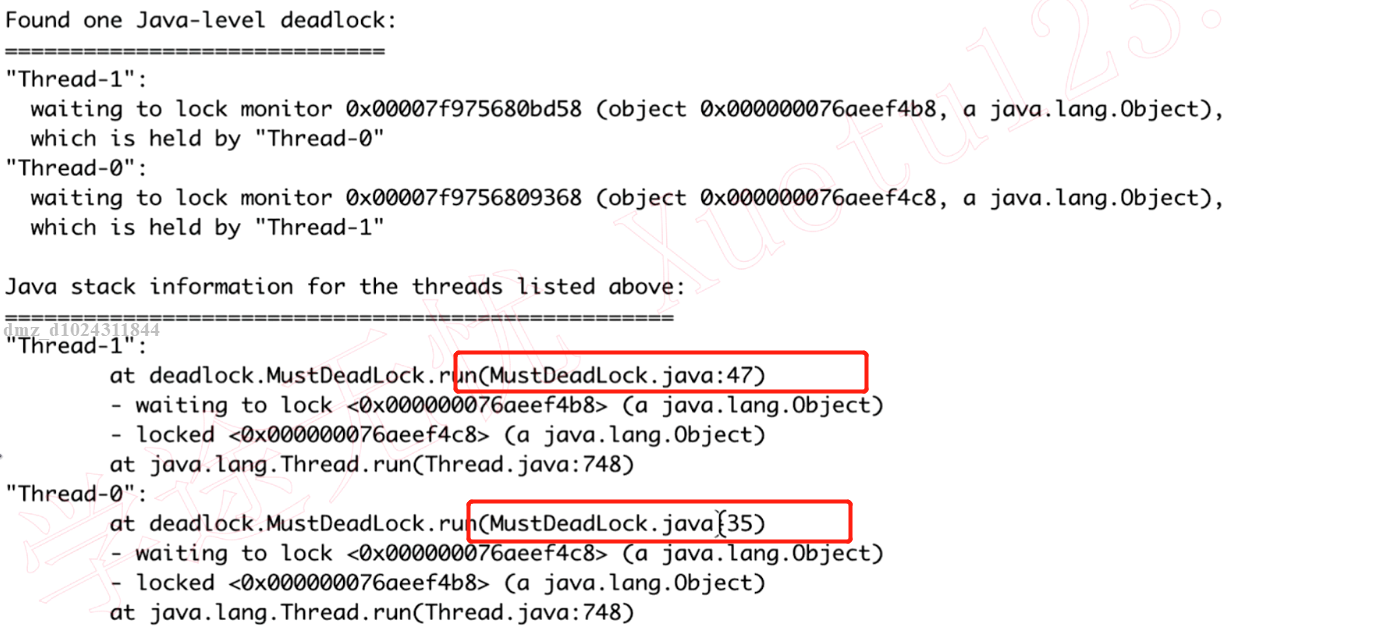 Found one Java-level deadlock:
=============================
"Thread-1":
  waiting to lock monitor 0x00007f975680bd58 (object 0x000000076aeef4b8, a java.lang.Object),
  which is held by "Thread-0"
"Thread-0":
  waiting to lock monitor 0x00007f9756809368 (object 0x000000076aeef4c8, a java.lang.Object),
  which is held by "Thread-1"
Java stack information for the threads listed above:
===================================================
dmz_d1024311844
"Thread-1":
        at deadlock.MustDeadLock.run(MustDeadLock.java:47)
        - waiting to lock <0x000000076aeef4b8> (a java.lang.Object)
        - locked <0x000000076aeef4c8> (a java.lang.Object)
        at java.lang.Thread.run(Thread.java:748)
"Thread-0":
        at deadlock.MustDeadLock.run(MustDeadLock.java:35)
        - waiting to lock <0x000000076aeef4c8> (a java.lang.Object)
        - locked <0x000000076aeef4b8> (a java.lang.Object)
        at java.lang.Thread.run(Thread.java:748)
学途无忧 Xuetu123.